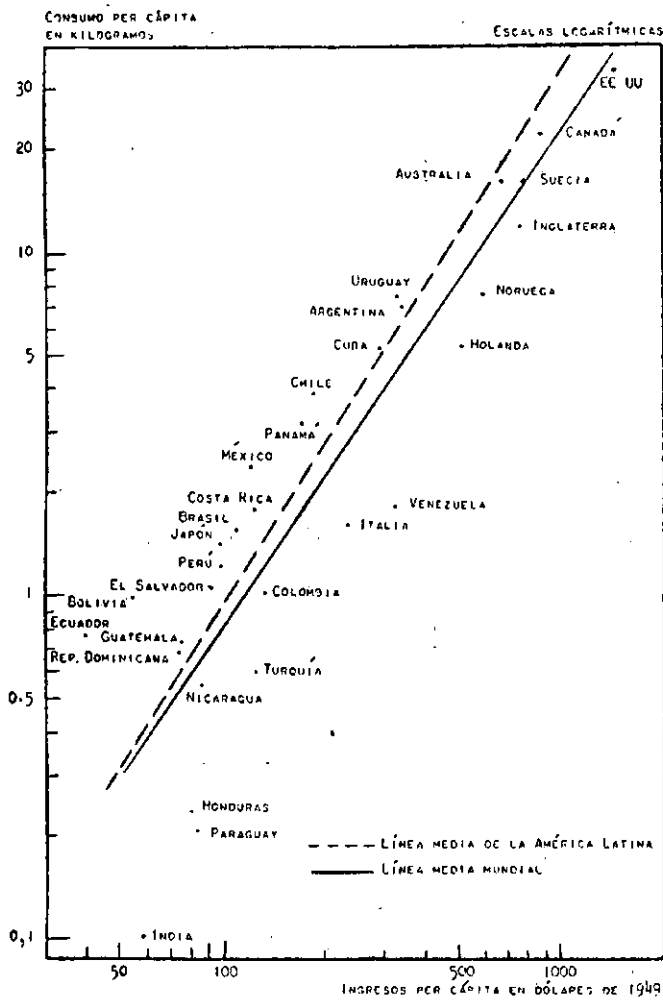 CONSUMO PER CÁPITA
EN KILOGRAMOS
ESCALAS LOGARÍTMICAS
30
EE UU
20
CANADÁ
AUSTRALIA
SUECIA
INGLATERRA
10
URUGUAY
NORUEGA
ARGENTINA
CUBA
HOLANDA
5
CHILE
PANAMÁ
MÉXICO
COSTA RICA
VENEZUELA
BRASIL
ITALIA
JAPÓN
PERÚ
1
EL SALVADOR
COLOMBIA
BOLIVIA
ECUADOR
GUATEMALA
REP. DOMINICANA
TURQUÍA
0.5
NICARAGUA
HONDURAS
PARAGUAY
LÍNEA MEDIA DE LA AMÉRICA LATINA
LÍNEA MEDIA MUNDIAL
0,1
INDIA
50
100
500
1000
INGRESOS PER CÁPITA EN DÓLARES DE 1949